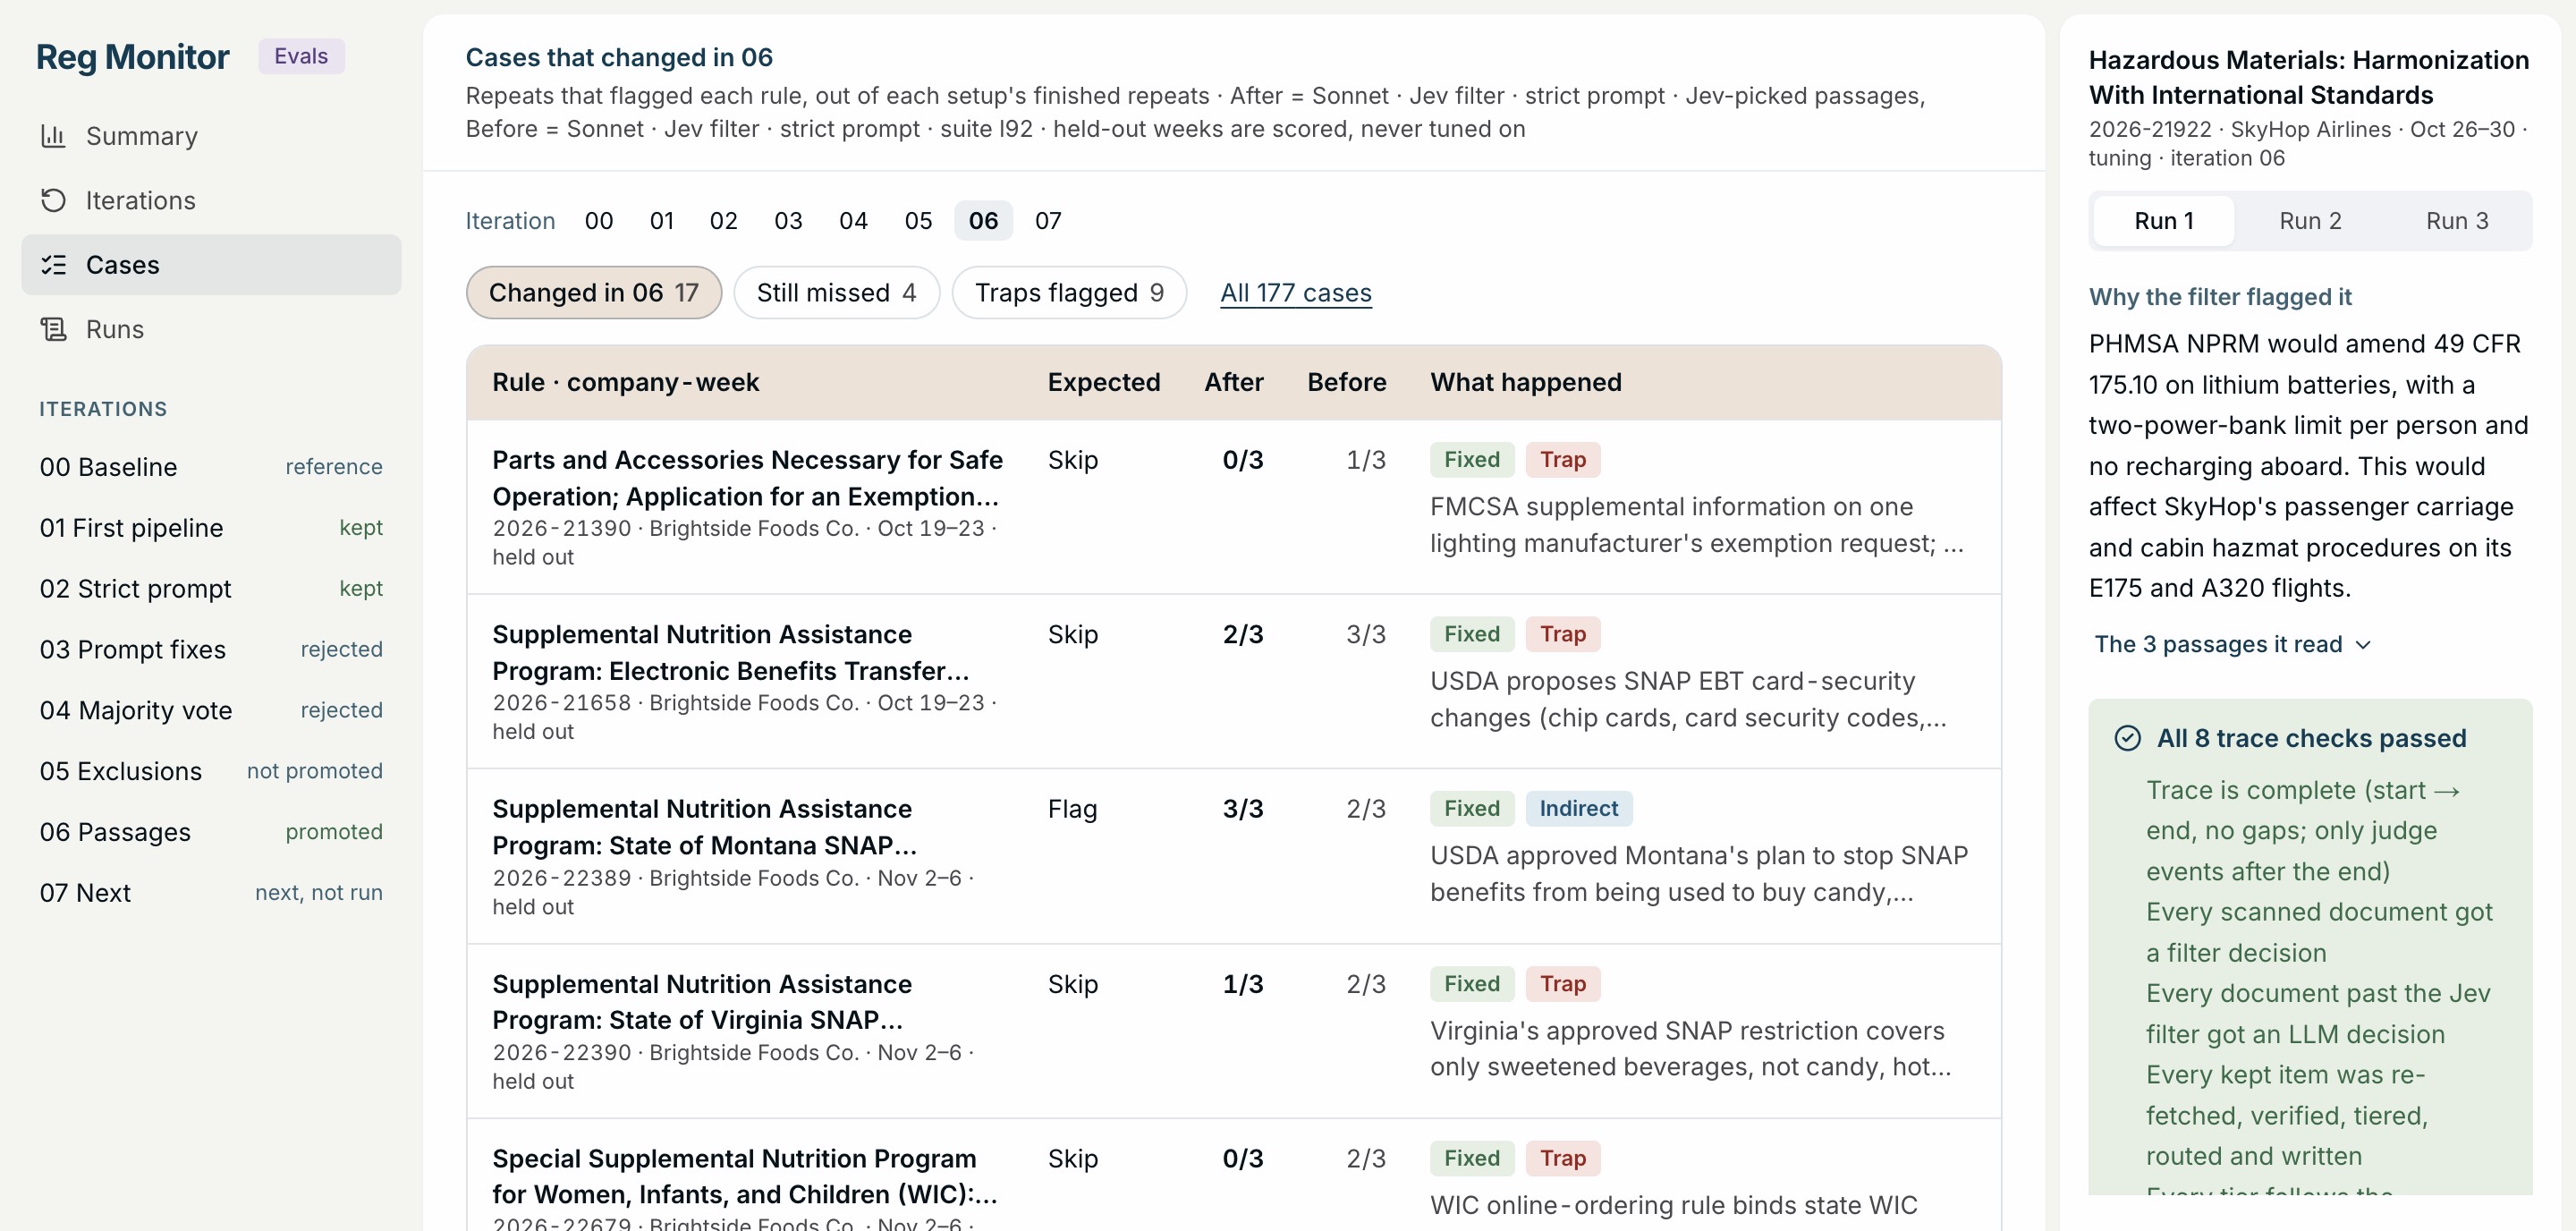 Reg Monitor
Evals
Summary
Iterations
Cases
Runs
ITERATIONS
00 Baseline reference
01 First pipeline kept
02 Strict prompt kept
03 Prompt fixes rejected
04 Majority vote rejected
05 Exclusions not promoted
06 Passages promoted
07 Next next, not run
Cases that changed in 06
Repeats that flagged each rule, out of each setup's finished repeats · After = Sonnet · Jev filter · strict prompt · Jev-picked passages,
Before = Sonnet · Jev filter · strict prompt · suite l92 · held-out weeks are scored, never tuned on
Iteration 00 01 02 03 04 05 06 07
Changed in 06 17 Still missed 4 Traps flagged 9 All 177 cases
Rule · company-week Expected After Before What happened
Parts and Accessories Necessary for Safe
Operation; Application for an Exemption...
2026-21390 · Brightside Foods Co. · Oct 19–23 ·
held out
Skip 0/3 1/3
Fixed Trap
FMCSA supplemental information on one
lighting manufacturer's exemption request; ...
Supplemental Nutrition Assistance
Program: Electronic Benefits Transfer...
2026-21658 · Brightside Foods Co. · Oct 19–23 ·
held out
Skip 2/3 3/3
Fixed Trap
USDA proposes SNAP EBT card-security
changes (chip cards, card security codes,...
Supplemental Nutrition Assistance
Program: State of Montana SNAP...
2026-22389 · Brightside Foods Co. · Nov 2–6 ·
held out
Flag 3/3 2/3
Fixed Indirect
USDA approved Montana's plan to stop SNAP
benefits from being used to buy candy,...
Supplemental Nutrition Assistance
Program: State of Virginia SNAP...
2026-22390 · Brightside Foods Co. · Nov 2–6 ·
held out
Skip 1/3 2/3
Fixed Trap
Virginia's approved SNAP restriction covers
only sweetened beverages, not candy, hot...
Special Supplemental Nutrition Program
for Women, Infants, and Children (WIC):...
2026-22679 · Brightside Foods Co. · Nov 2–6 ·
Skip 0/3 2/3
Fixed Trap
WIC online-ordering rule binds state WIC
Hazardous Materials: Harmonization
With International Standards
2026-21922 · SkyHop Airlines · Oct 26–30 ·
tuning · iteration 06
Run 1 Run 2 Run 3
Why the filter flagged it
PHMSA NPRM would amend 49 CFR
175.10 on lithium batteries, with a
two-power-bank limit per person and
no recharging aboard. This would
affect SkyHop's passenger carriage
and cabin hazmat procedures on its
E175 and A320 flights.
The 3 passages it read
All 8 trace checks passed
Trace is complete (start →
end, no gaps; only judge
events after the end)
Every scanned document got
a filter decision
Every document past the Jev
filter got an LLM decision
Every kept item was re-
fetched, verified, tiered,
routed and written
Every tier follows the